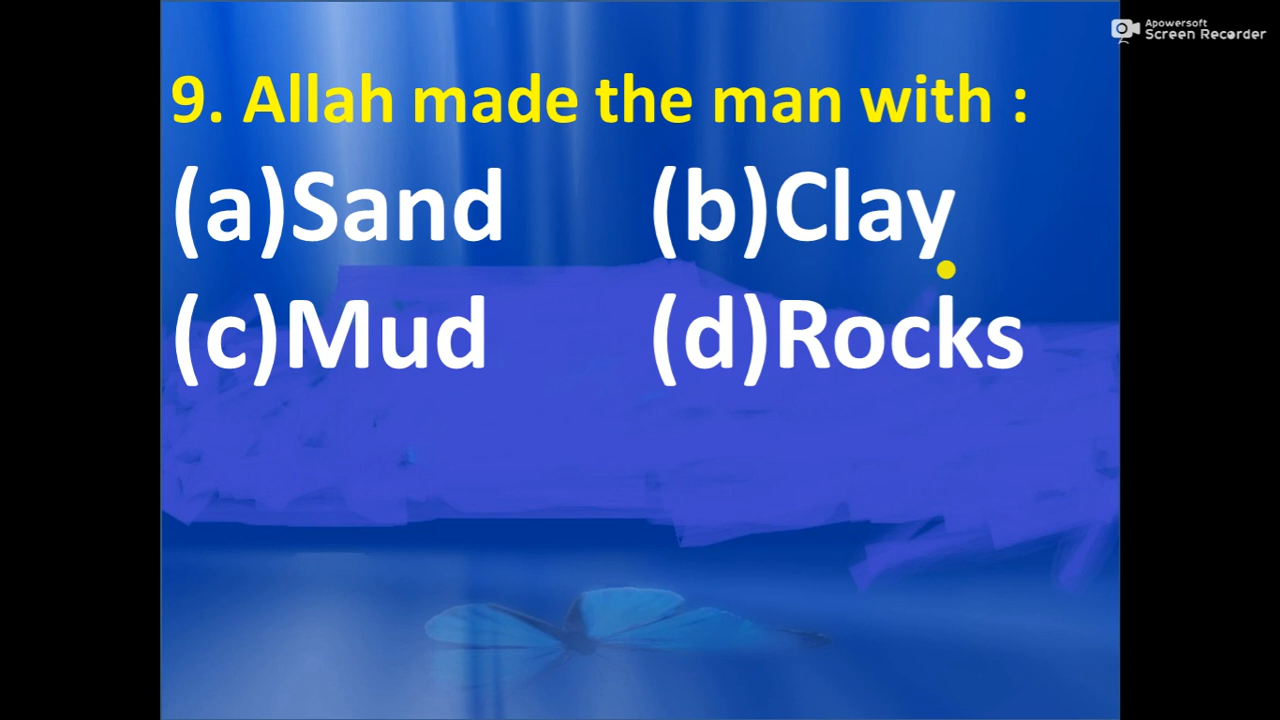 Apowersoft
Screen Recorder
9. Allah made the man with :
(a)Sand (b)Clay
(c)Mud (d)Rocks